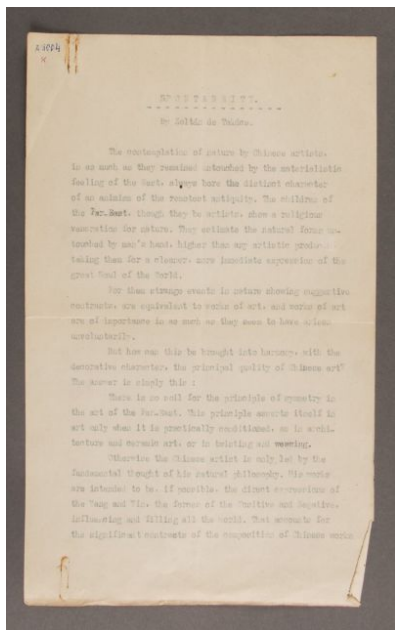 By Zoltán de Takács.
The contemplation of nature by Chinese artists,
in as much as they remained untouched by the materialistic
feeling of the West, always bore the distinct character
of an animism of the remotest antiquity. The children of
the Far East, though they be artists, show a religious
veneration for nature. They estimate the natural forms un-
touched by man's hand, higher than any artistic
taking them for a cleaner, more immediate expression of the
great Soul of the World.
For them strange events in nature showing suggestive
contrasts, are equivalent to works of art, and works of art
are of importance in as much as they seem to have arisen
unvoluntarily.
But how can this be brought into harmony, with the
decorative character, the principal quality of Chinese art?
The answer is simply this :
There is no soil for the principle of symmetry in
the art of the Far East. This principle asserts itself in
art only when it is practically conditioned, as in archi-
tecture and ceramic art, or in twisting and weaving.
Otherwise the Chinese artist is only led by the
fundamental thought of his natural philosophy. His works
are intended to be, if possible, the direct expressions of
the Yang and Yin, the forces of the Positive and Negative,
influencing and filling all the world. That accounts for
the significant contrasts of the composition of Chinese works